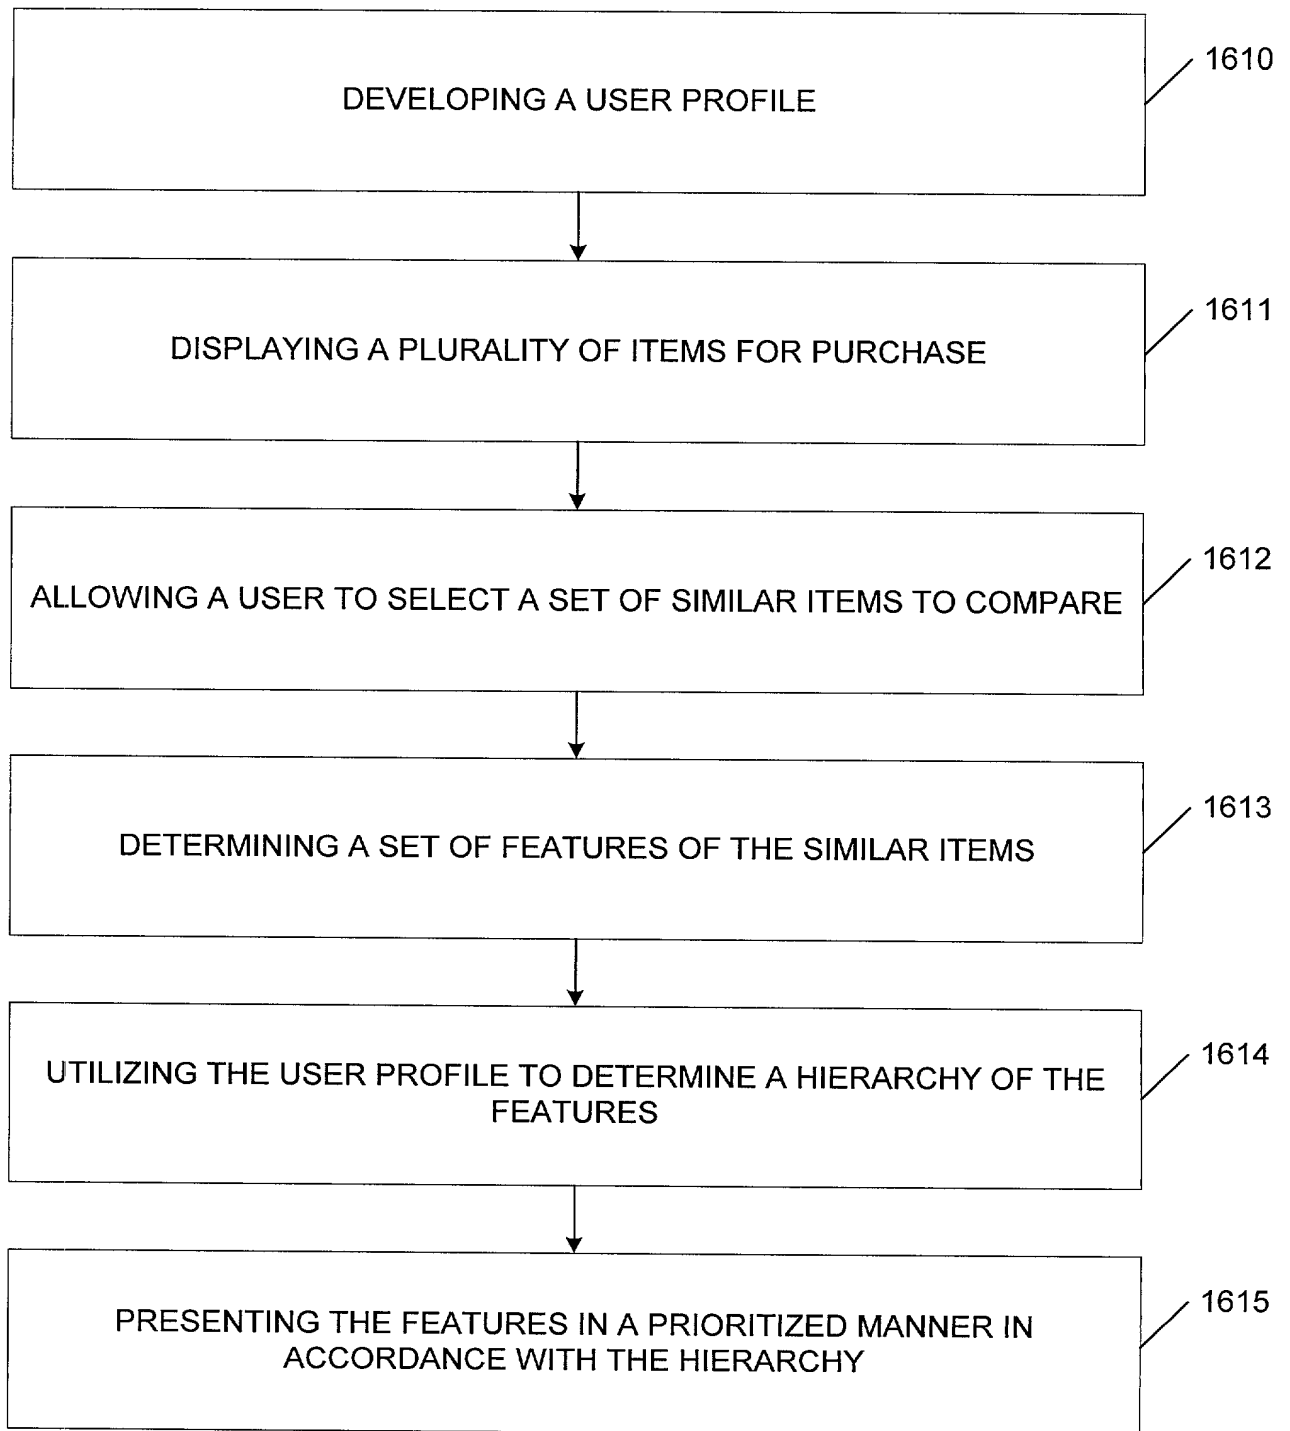 DEVELOPING A USER PROFILE
1610
DISPLAYING A PLURALITY OF ITEMS FOR PURCHASE
1611
ALLOWING A USER TO SELECT A SET OF SIMILAR ITEMS TO COMPARE
1612
DETERMINING A SET OF FEATURES OF THE SIMILAR ITEMS
1613
UTILIZING THE USER PROFILE TO DETERMINE A HIERARCHY OF THE
FEATURES
1614
PRESENTING THE FEATURES IN A PRIORITIZED MANNER IN
ACCORDANCE WITH THE HIERARCHY
1615